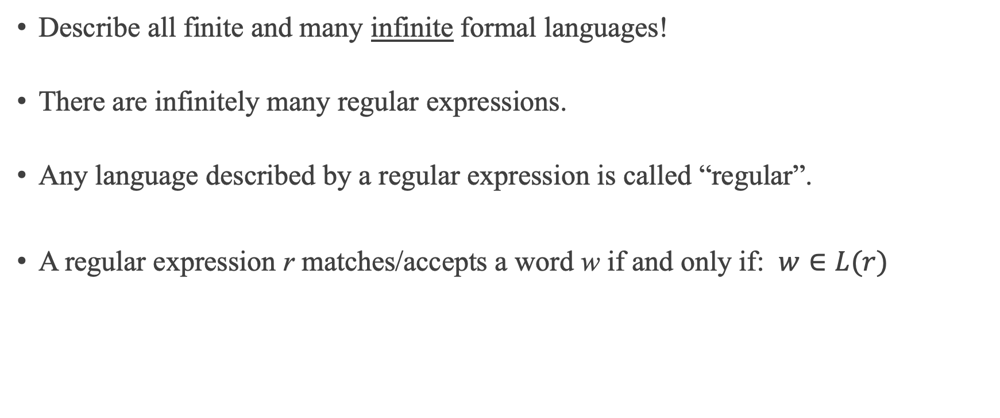 • Describe all finite and many infinite formal languages!
• There are infinitely many regular expressions.
• Any language described by a regular expression is called “regular”.
• A regular expression r matches/accepts a word w if and only if: w ∈ L(r)